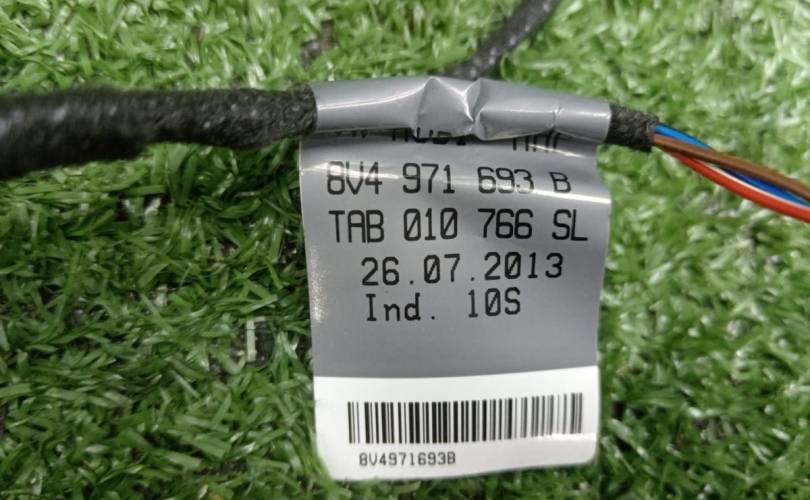 8V4 971 693 B
TAB 010 766 SL
26.07.2013
Ind. 10S
8V4971693B